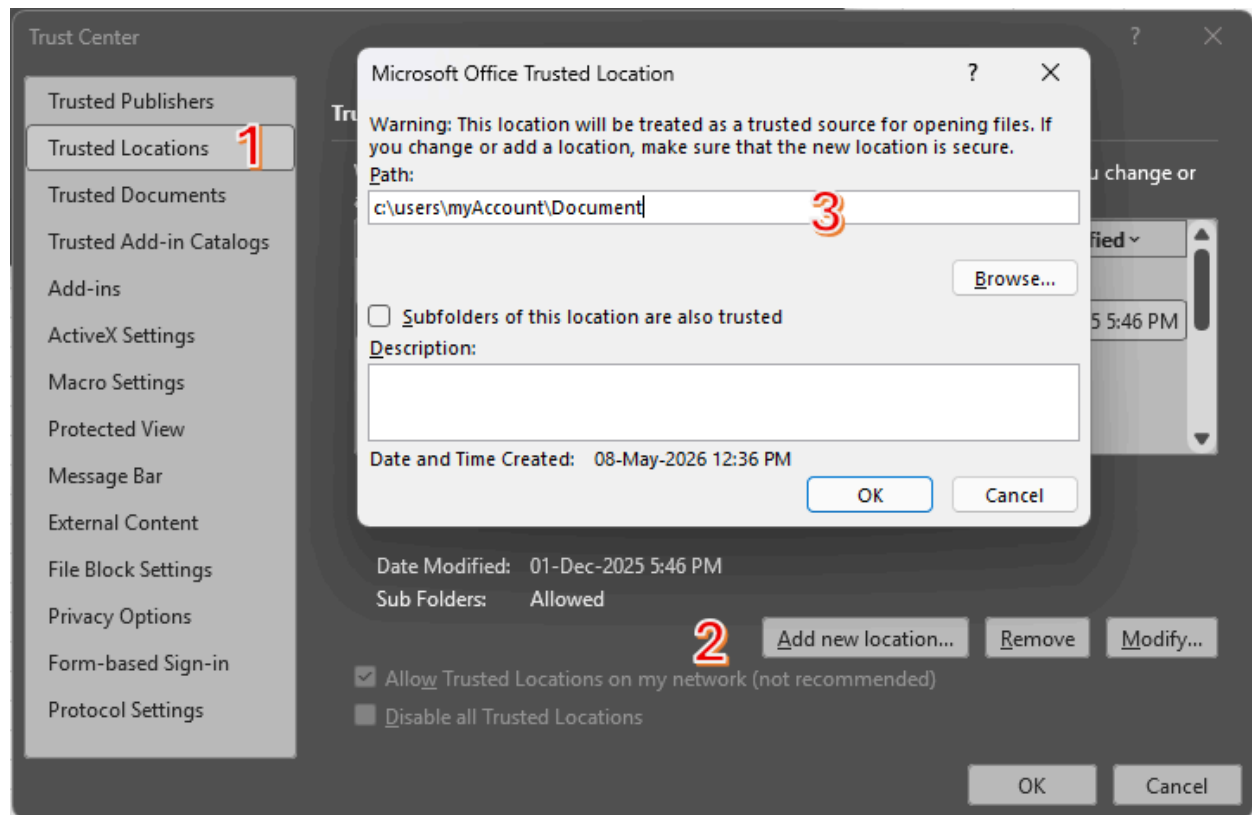 Trust Center
?
Trusted Publishers
Trusted Locations 1
Trusted Documents
Trusted Add-in Catalogs
Add-ins
ActiveX Settings
Macro Settings
Protected View
Message Bar
External Content
File Block Settings
Privacy Options
Form-based Sign-in
Protocol Settings
Microsoft Office Trusted Location ?
Warning: This location will be treated as a trusted source for opening files. If
you change or add a location, make sure that the new location is secure.
Path:
c:\users\myAccount\Document 3
Browse...
Subfolders of this location are also trusted
Description:
Date and Time Created: 08-May-2026 12:36 PM
OK Cancel
change or
5:46 PM
Date Modified: 01-Dec-2025 5:46 PM
Sub Folders: Allowed
2 Add new location... Remove Modify...
Allow Trusted Locations on my network (not recommended)
Disable all Trusted Locations
OK Cancel